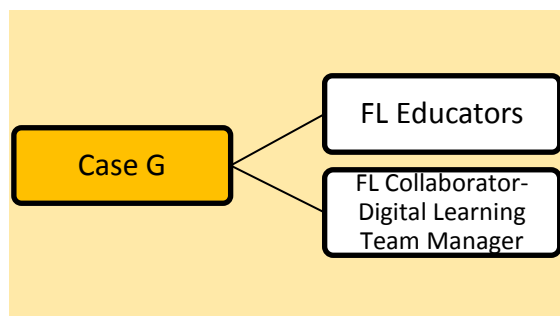 Case G
FL Educators
FL Collaborator-
Digital Learning
Team Manager